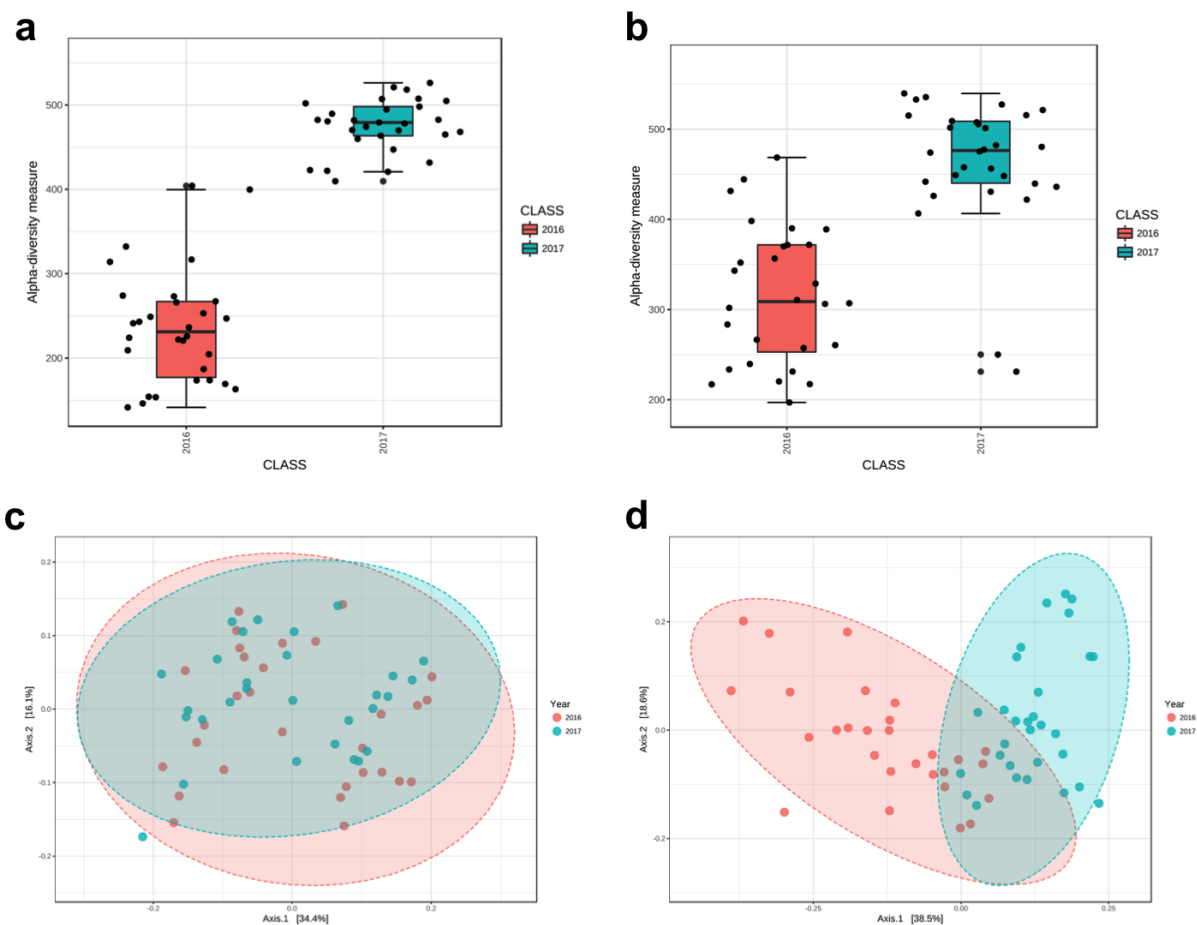 a
Alpha-diversity measure
500
400
300
200
2016
2017
CLASS
CLASS
2016
2017
b
Alpha-diversity measure
500
400
300
200
2016
2017
CLASS
CLASS
2016
2017
c
Axis.2 [16.1%]
0.2
0.1
0.0
-0.1
-0.2
-0.2
0.0
0.2
Axis.1 [34.4%]
Year
2016
2017
d
Axis.2 [18.6%]
0.2
0.0
-0.2
-0.25
0.00
0.25
Axis.1 [38.5%]
Year
2016
2017